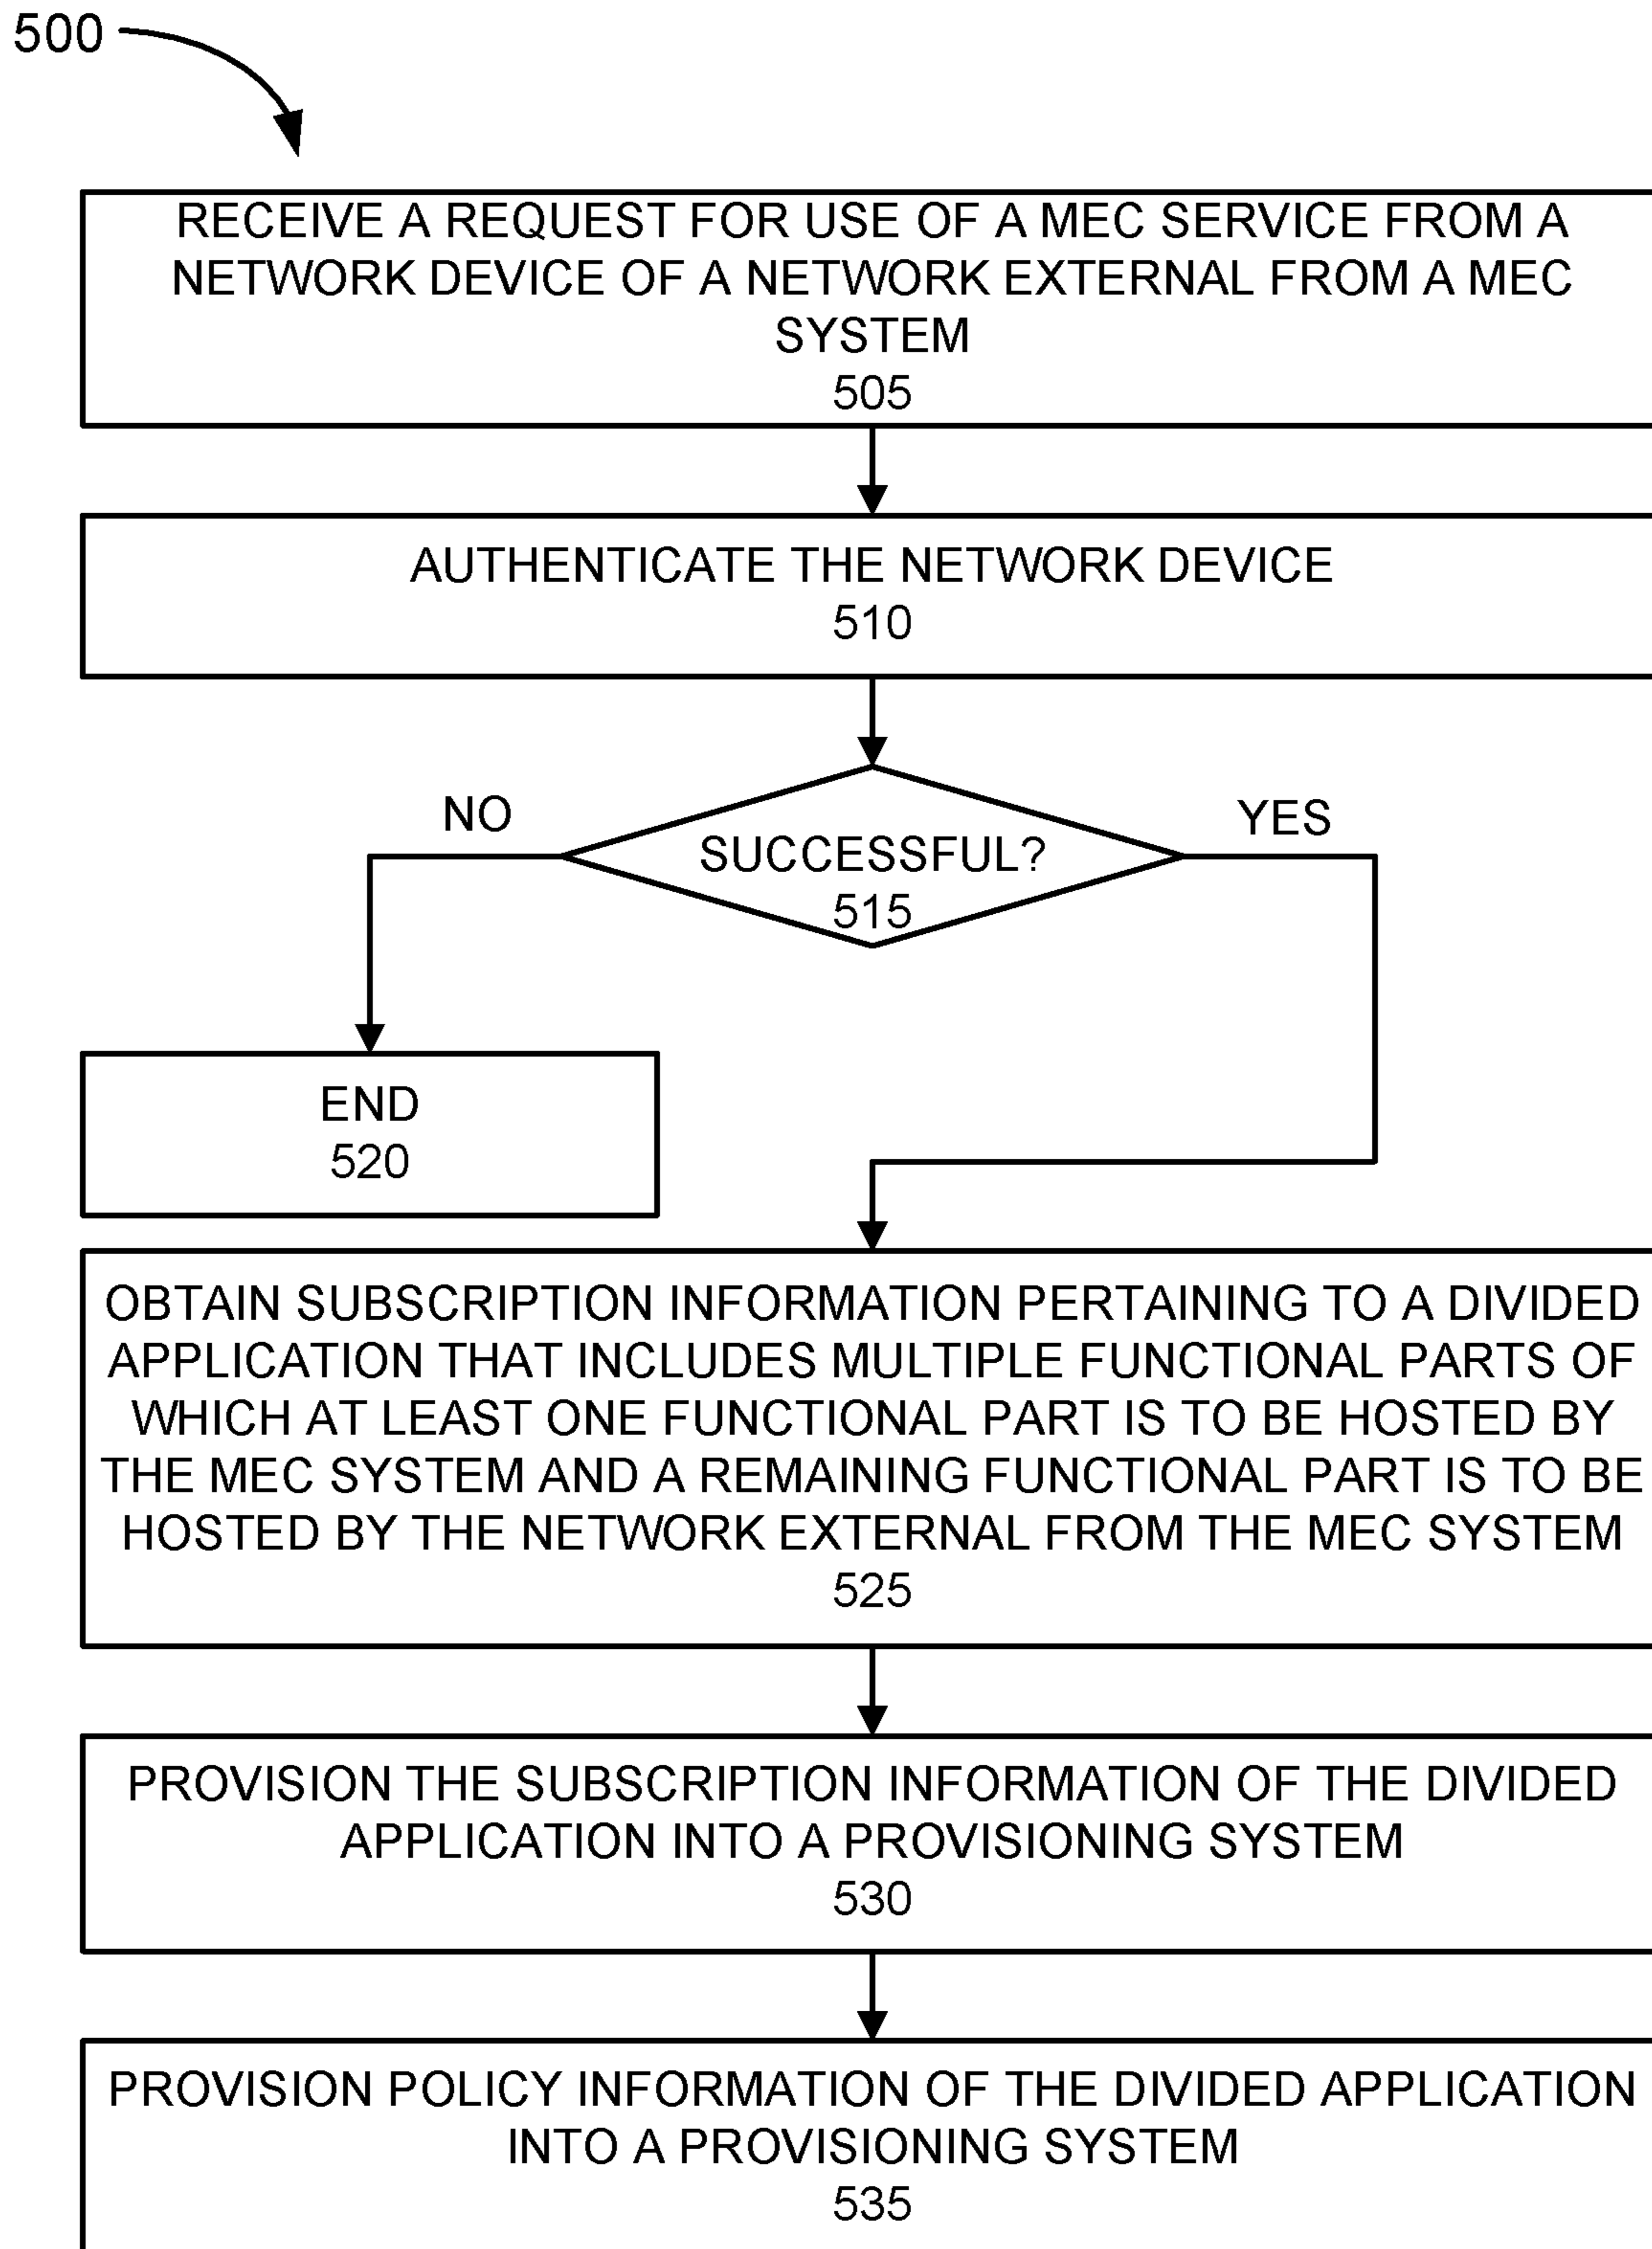 500
RECEIVE A REQUEST FOR USE OF A MEC SERVICE FROM A
NETWORK DEVICE OF A NETWORK EXTERNAL FROM A MEC
SYSTEM
505
AUTHENTICATE THE NETWORK DEVICE
510
NO
YES
SUCCESSFUL?
515
END
520
OBTAIN SUBSCRIPTION INFORMATION PERTAINING TO A DIVIDED
APPLICATION THAT INCLUDES MULTIPLE FUNCTIONAL PARTS OF
WHICH AT LEAST ONE FUNCTIONAL PART IS TO BE HOSTED BY
THE MEC SYSTEM AND A REMAINING FUNCTIONAL PART IS TO BE
HOSTED BY THE NETWORK EXTERNAL FROM THE MEC SYSTEM
525
PROVISION THE SUBSCRIPTION INFORMATION OF THE DIVIDED
APPLICATION INTO A PROVISIONING SYSTEM
530
PROVISION POLICY INFORMATION OF THE DIVIDED APPLICATION
INTO A PROVISIONING SYSTEM
535